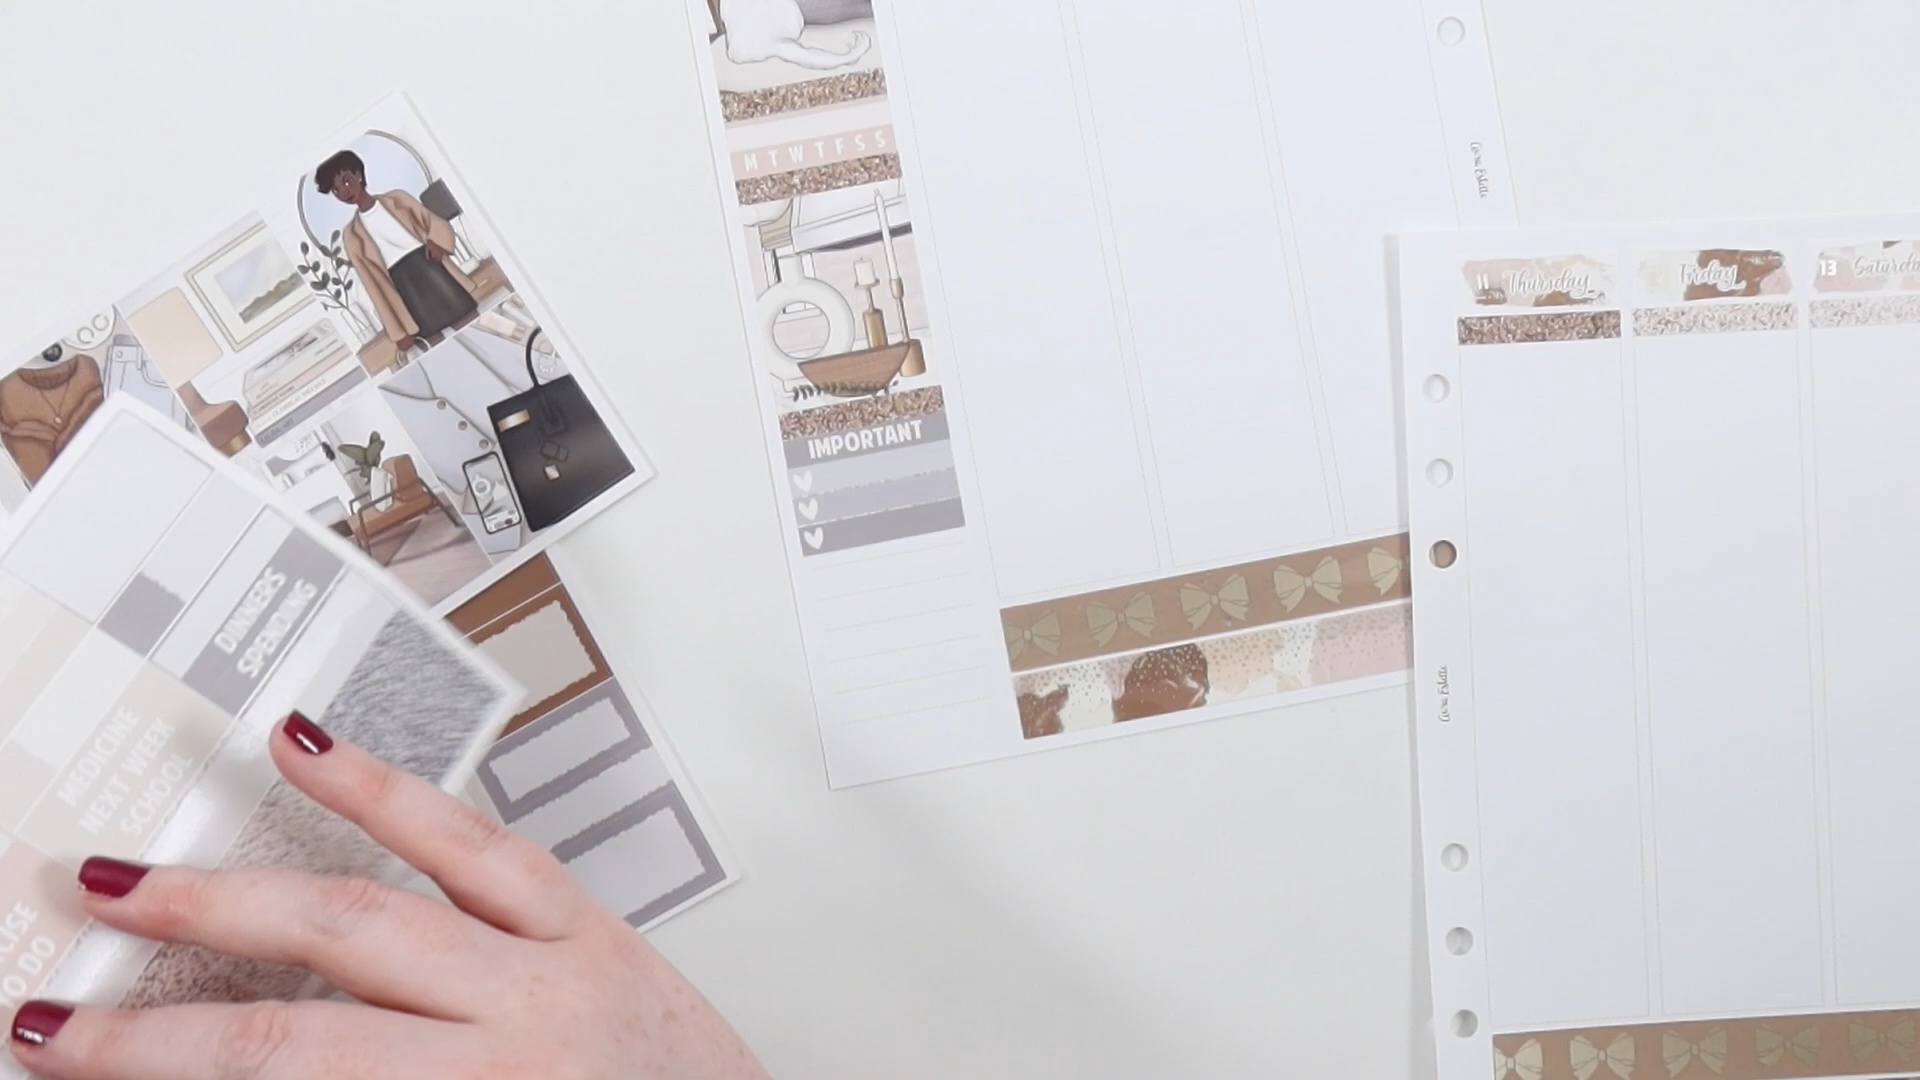 M T W T F S S
IMPORTANT
11 Thursday
Friday
13 Saturday
DINNERS
SPENDING
MEDICINE
NEXT WEEK
SCHOOL
TO DO